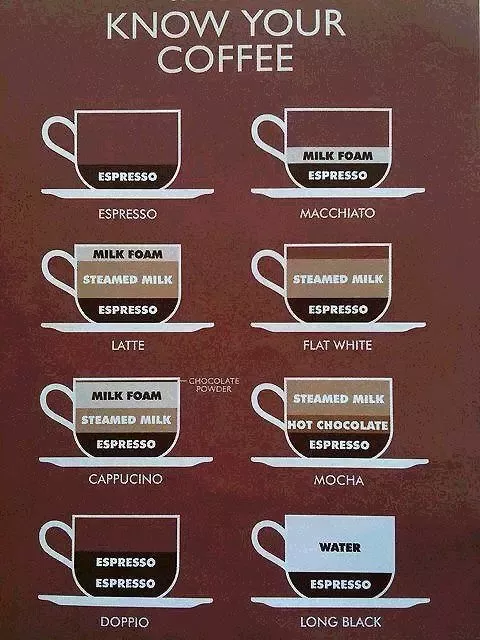 KNOW YOUR
COFFEE
ESPRESSO
ESPRESSO
MILK FOAM
ESPRESSO
MACCHIATO
MILK FOAM
STEAMED MILK
ESPRESSO
LATTE
STEAMED MILK
ESPRESSO
FLAT WHITE
CHOCOLATE
POWDER
MILK FOAM
STEAMED MILK
ESPRESSO
CAPPUCINO
STEAMED MILK
HOT CHOCOLATE
ESPRESSO
MOCHA
ESPRESSO
ESPRESSO
DOPPIO
WATER
ESPRESSO
LONG BLACK